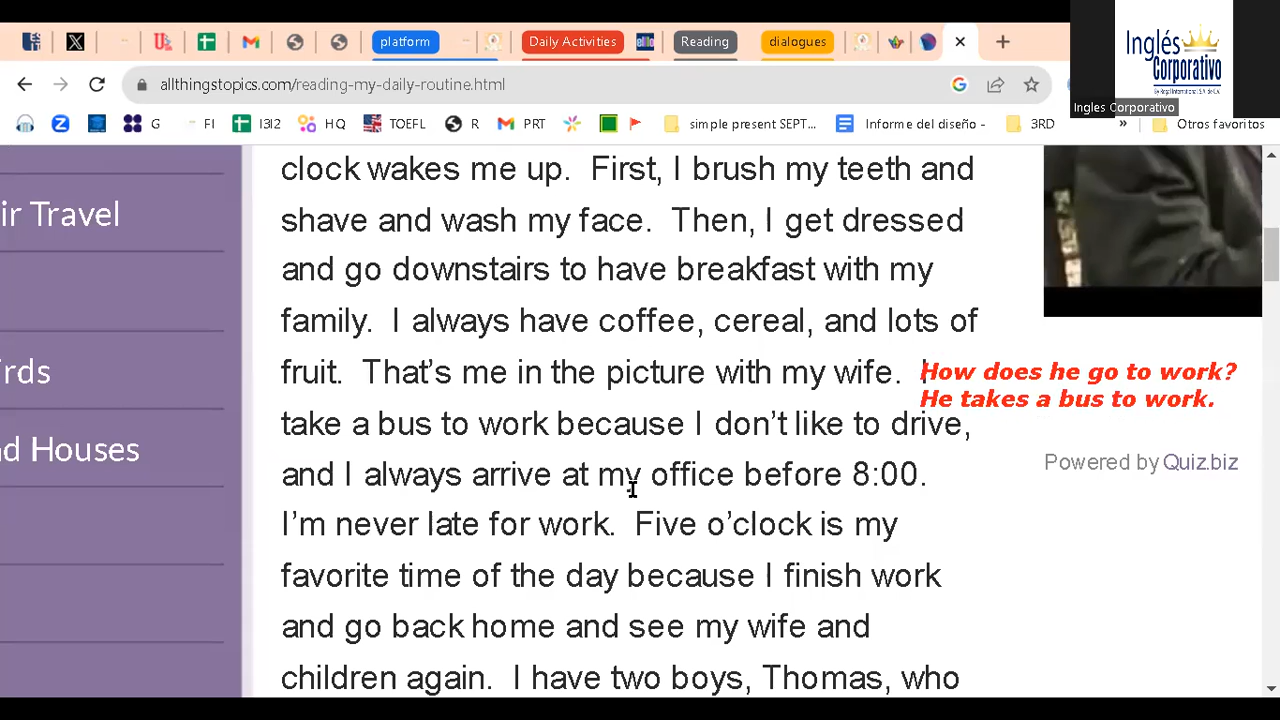 platform
Daily Activities
elllo
Reading
dialogues
Inglés
Corporativo
Ingles Corporativo
allthingstopics.com/reading-my-daily-routine.html
G
FI
I3I2
HQ
TOEFL
R
PRT
simple present SEPT...
Informe del diseño -
3RD
»
Otros favoritos
ir Travel
irds
nd Houses
clock wakes me up. First, I brush my teeth and
shave and wash my face. Then, I get dressed
and go downstairs to have breakfast with my
family. I always have coffee, cereal, and lots of
fruit. That's me in the picture with my wife. I
take a bus to work because I don't like to drive,
and I always arrive at my office before 8:00.
I'm never late for work. Five o'clock is my
favorite time of the day because I finish work
and go back home and see my wife and
children again. I have two boys, Thomas, who
How does he go to work?
He takes a bus to work.
Powered by Quiz.biz